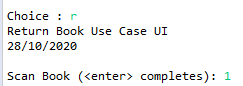 Choice : r
Return Book Use Case UI
28/10/2020
Scan Book (<enter> completes): 1